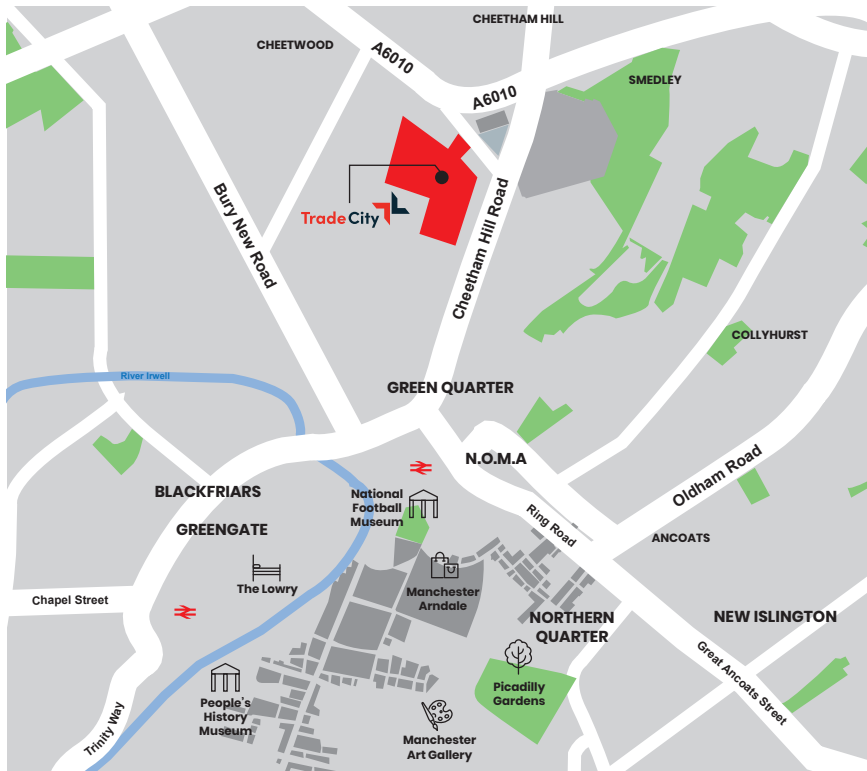 CHEETHAM HILL
CHEETWOOD
A6010
SMEDLEY
A6010
Bury New Road
TradeCity
Cheetham Hill Road
COLLYHURST
River Irwell
GREEN QUARTER
N.O.M.A
Oldham Road
BLACKFRIARS
National
Football
Museum
GREENGATE
Ring Road
ANCOATS
The Lowry
Manchester
Arndale
Chapel Street
NORTHERN
QUARTER
NEW ISLINGTON
Great Ancoats Street
Picadilly
Gardens
People's
History
Museum
Trinity Way
Manchester
Art Gallery